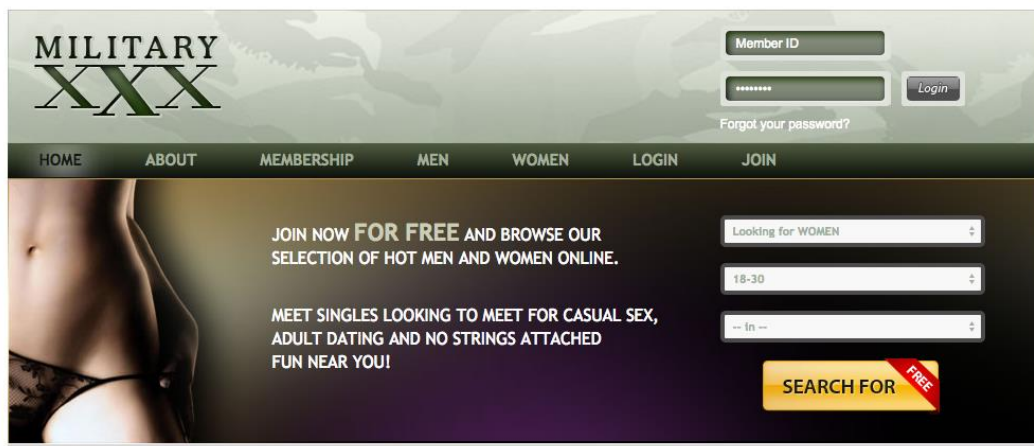 MILITARY
XXX
Member ID
••••••••
Login
Forgot your password?
HOME ABOUT MEMBERSHIP MEN WOMEN LOGIN JOIN
JOIN NOW FOR FREE AND BROWSE OUR
SELECTION OF HOT MEN AND WOMEN ONLINE.
MEET SINGLES LOOKING TO MEET FOR CASUAL SEX,
ADULT DATING AND NO STRINGS ATTACHED
FUN NEAR YOU!
Looking for WOMEN
18-30
-- in --
SEARCH FOR
FREE